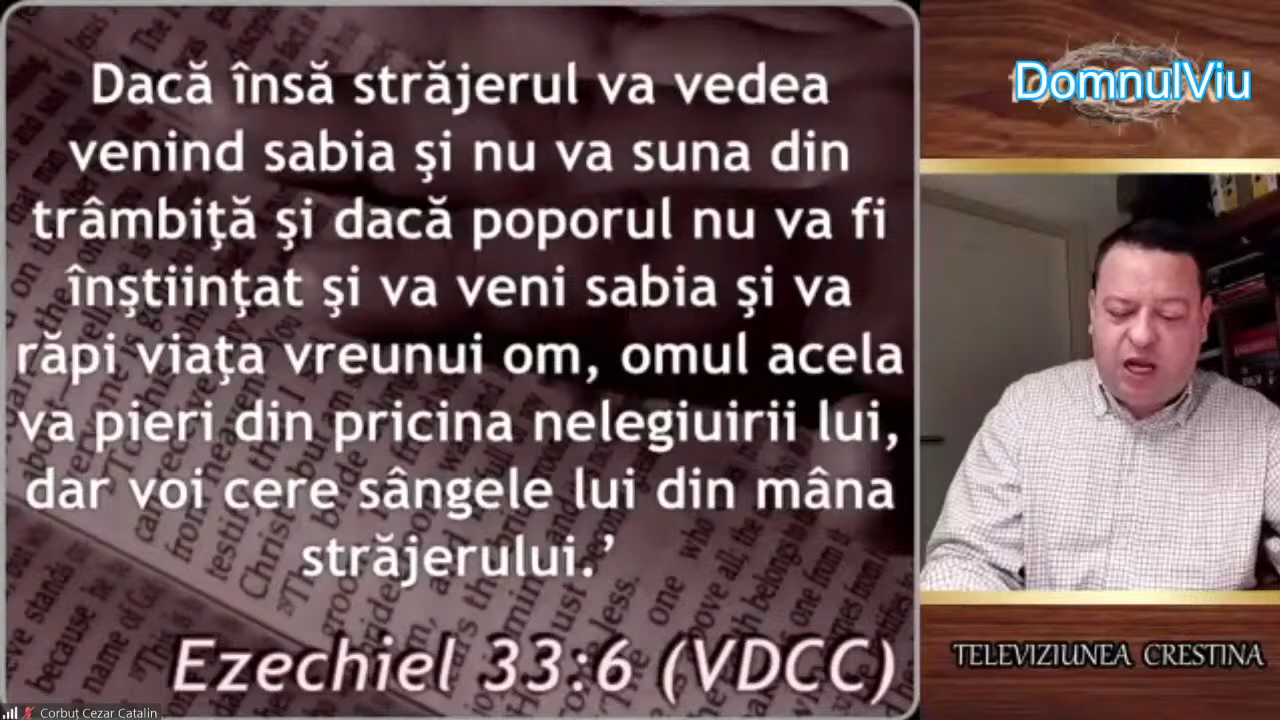 Dacă însă străjerul va vedea
venind sabia şi nu va suna din
trâmbiţă şi dacă poporul nu va fi
înştiinţat şi va veni sabia şi va
răpi viaţa vreunui om, omul acela
va pieri din pricina nelegiuirii lui,
dar voi cere sângele lui din mâna
străjerului.’
Ezechiel 33:6 (VDCC)
DomnulViu
TELEVIZIUNEA CRESTINA
Corbuț Cezar Catalin